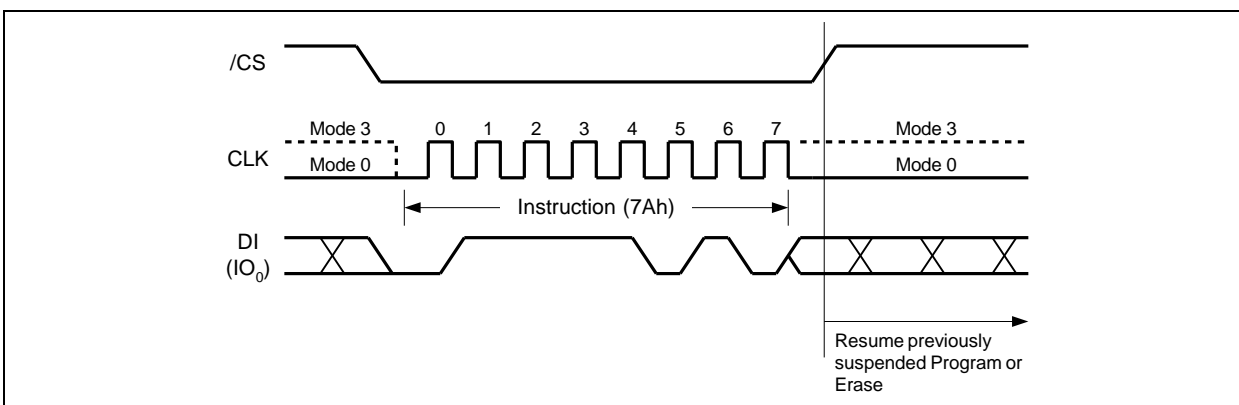 /CS
Mode 3 0 1 2 3 4 5 6 7 Mode 3
CLK
Mode 0 Mode 0
Instruction (7Ah)
DI
(IO0)
Resume previously
suspended Program or
Erase